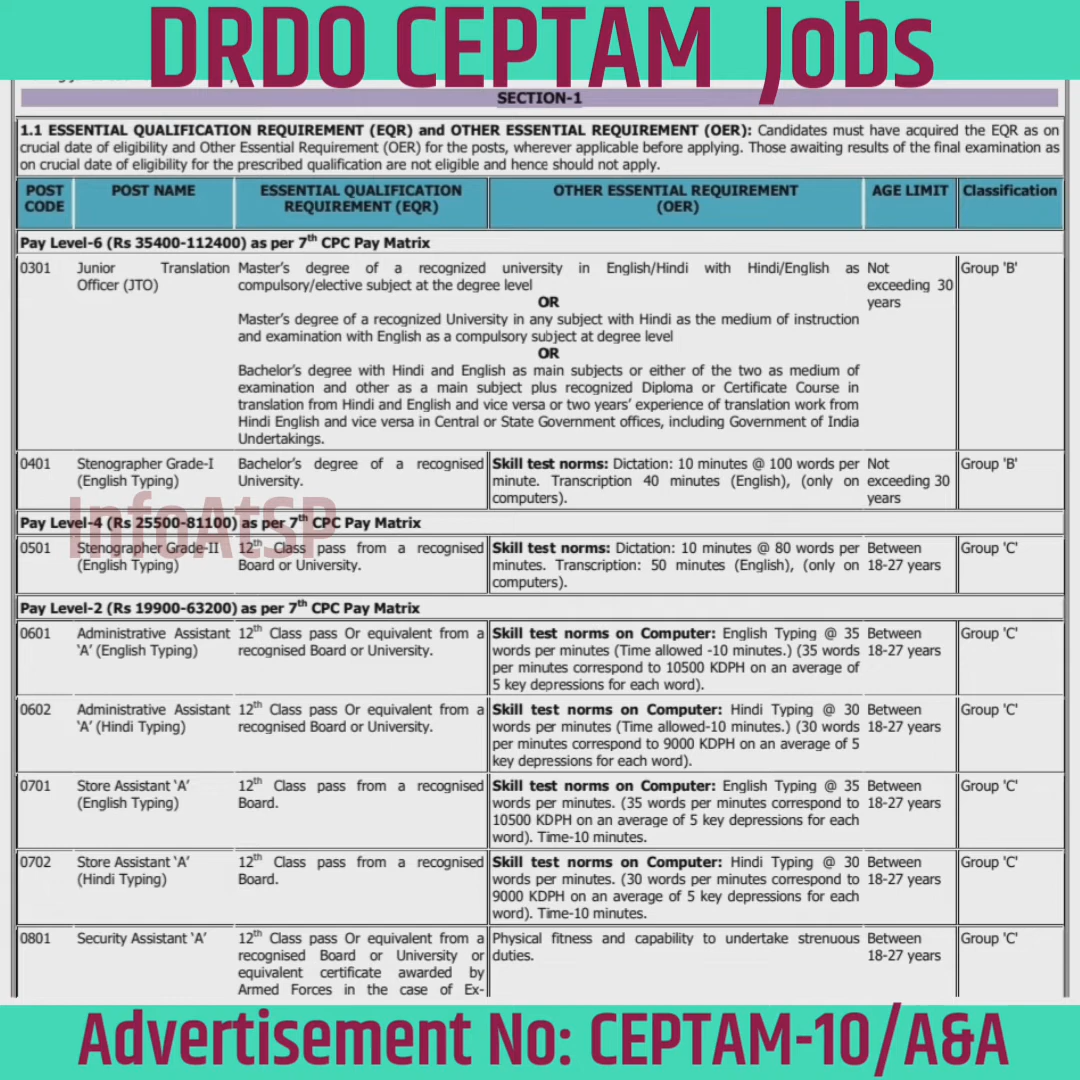 DRDO CEPTAM Jobs
SECTION-1
1.1 ESSENTIAL QUALIFICATION REQUIREMENT (EQR) and OTHER ESSENTIAL REQUIREMENT (OER): Candidates must have acquired the EQR as on
crucial date of eligibility and Other Essential Requirement (OER) for the posts, wherever applicable before applying. Those awaiting results of the final examination as
on crucial date of eligibility for the prescribed qualification are not eligible and hence should not apply.
POST CODE
POST NAME
ESSENTIAL QUALIFICATION
REQUIREMENT (EQR)
OTHER ESSENTIAL REQUIREMENT
(OER)
AGE LIMIT
Classification
Pay Level-6 (Rs 35400-112400) as per 7th CPC Pay Matrix
0301
Junior Translation
Officer (JTO)
Master's degree of a recognized university in English/Hindi with Hindi/English as
compulsory/elective subject at the degree level
OR
Master's degree of a recognized University in any subject with Hindi as the medium of instruction
and examination with English as a compulsory subject at degree level
OR
Bachelor's degree with Hindi and English as main subjects or either of the two as medium of
examination and other as a main subject plus recognized Diploma or Certificate Course in
translation from Hindi and English and vice versa or two years' experience of translation work from
Hindi English and vice versa in Central or State Government offices, including Government of India
Undertakings.
Not
exceeding 30
years
Group 'B'
0401
Stenographer Grade-I
(English Typing)
Bachelor's degree of a recognised
University.
Skill test norms: Dictation: 10 minutes @ 100 words per
minute. Transcription 40 minutes (English), (only on
computers).
Not
exceeding 30
years
Group 'B'
InfoAtSP
Pay Level-4 (Rs 25500-81100) as per 7th CPC Pay Matrix
0501
Stenographer Grade-II
(English Typing)
12th Class pass from a recognised
Board or University.
Skill test norms: Dictation: 10 minutes @ 80 words per
minutes. Transcription: 50 minutes (English), (only on
computers).
Between
18-27 years
Group 'C'
Pay Level-2 (Rs 19900-63200) as per 7th CPC Pay Matrix
0601
Administrative Assistant
'A' (English Typing)
12th Class pass Or equivalent from a
recognised Board or University.
Skill test norms on Computer: English Typing @ 35
words per minutes (Time allowed -10 minutes.) (35 words
per minutes correspond to 10500 KDPH on an average of
5 key depressions for each word).
Between
18-27 years
Group 'C'
0602
Administrative Assistant
'A' (Hindi Typing)
12th Class pass Or equivalent from a
recognised Board or University.
Skill test norms on Computer: Hindi Typing @ 30
words per minutes (Time allowed-10 minutes.) (30 words
per minutes correspond to 9000 KDPH on an average of 5
key depressions for each word).
Between
18-27 years
Group 'C'
0701
Store Assistant 'A'
(English Typing)
12th Class pass from a recognised
Board.
Skill test norms on Computer: English Typing @ 35
words per minutes. (35 words per minutes correspond to
10500 KDPH on an average of 5 key depressions for each
word). Time-10 minutes.
Between
18-27 years
Group 'C'
0702
Store Assistant 'A'
(Hindi Typing)
12th Class pass from a recognised
Board.
Skill test norms on Computer: Hindi Typing @ 30
words per minutes. (30 words per minutes correspond to
9000 KDPH on an average of 5 key depressions for each
word). Time-10 minutes.
Between
18-27 years
Group 'C'
0801
Security Assistant 'A'
12th Class pass Or equivalent from a
recognised Board or University or
equivalent certificate awarded by
Armed Forces in the case of Ex-
Physical fitness and capability to undertake strenuous
duties.
Between
18-27 years
Group 'C'
Advertisement No: CEPTAM-10/A&A